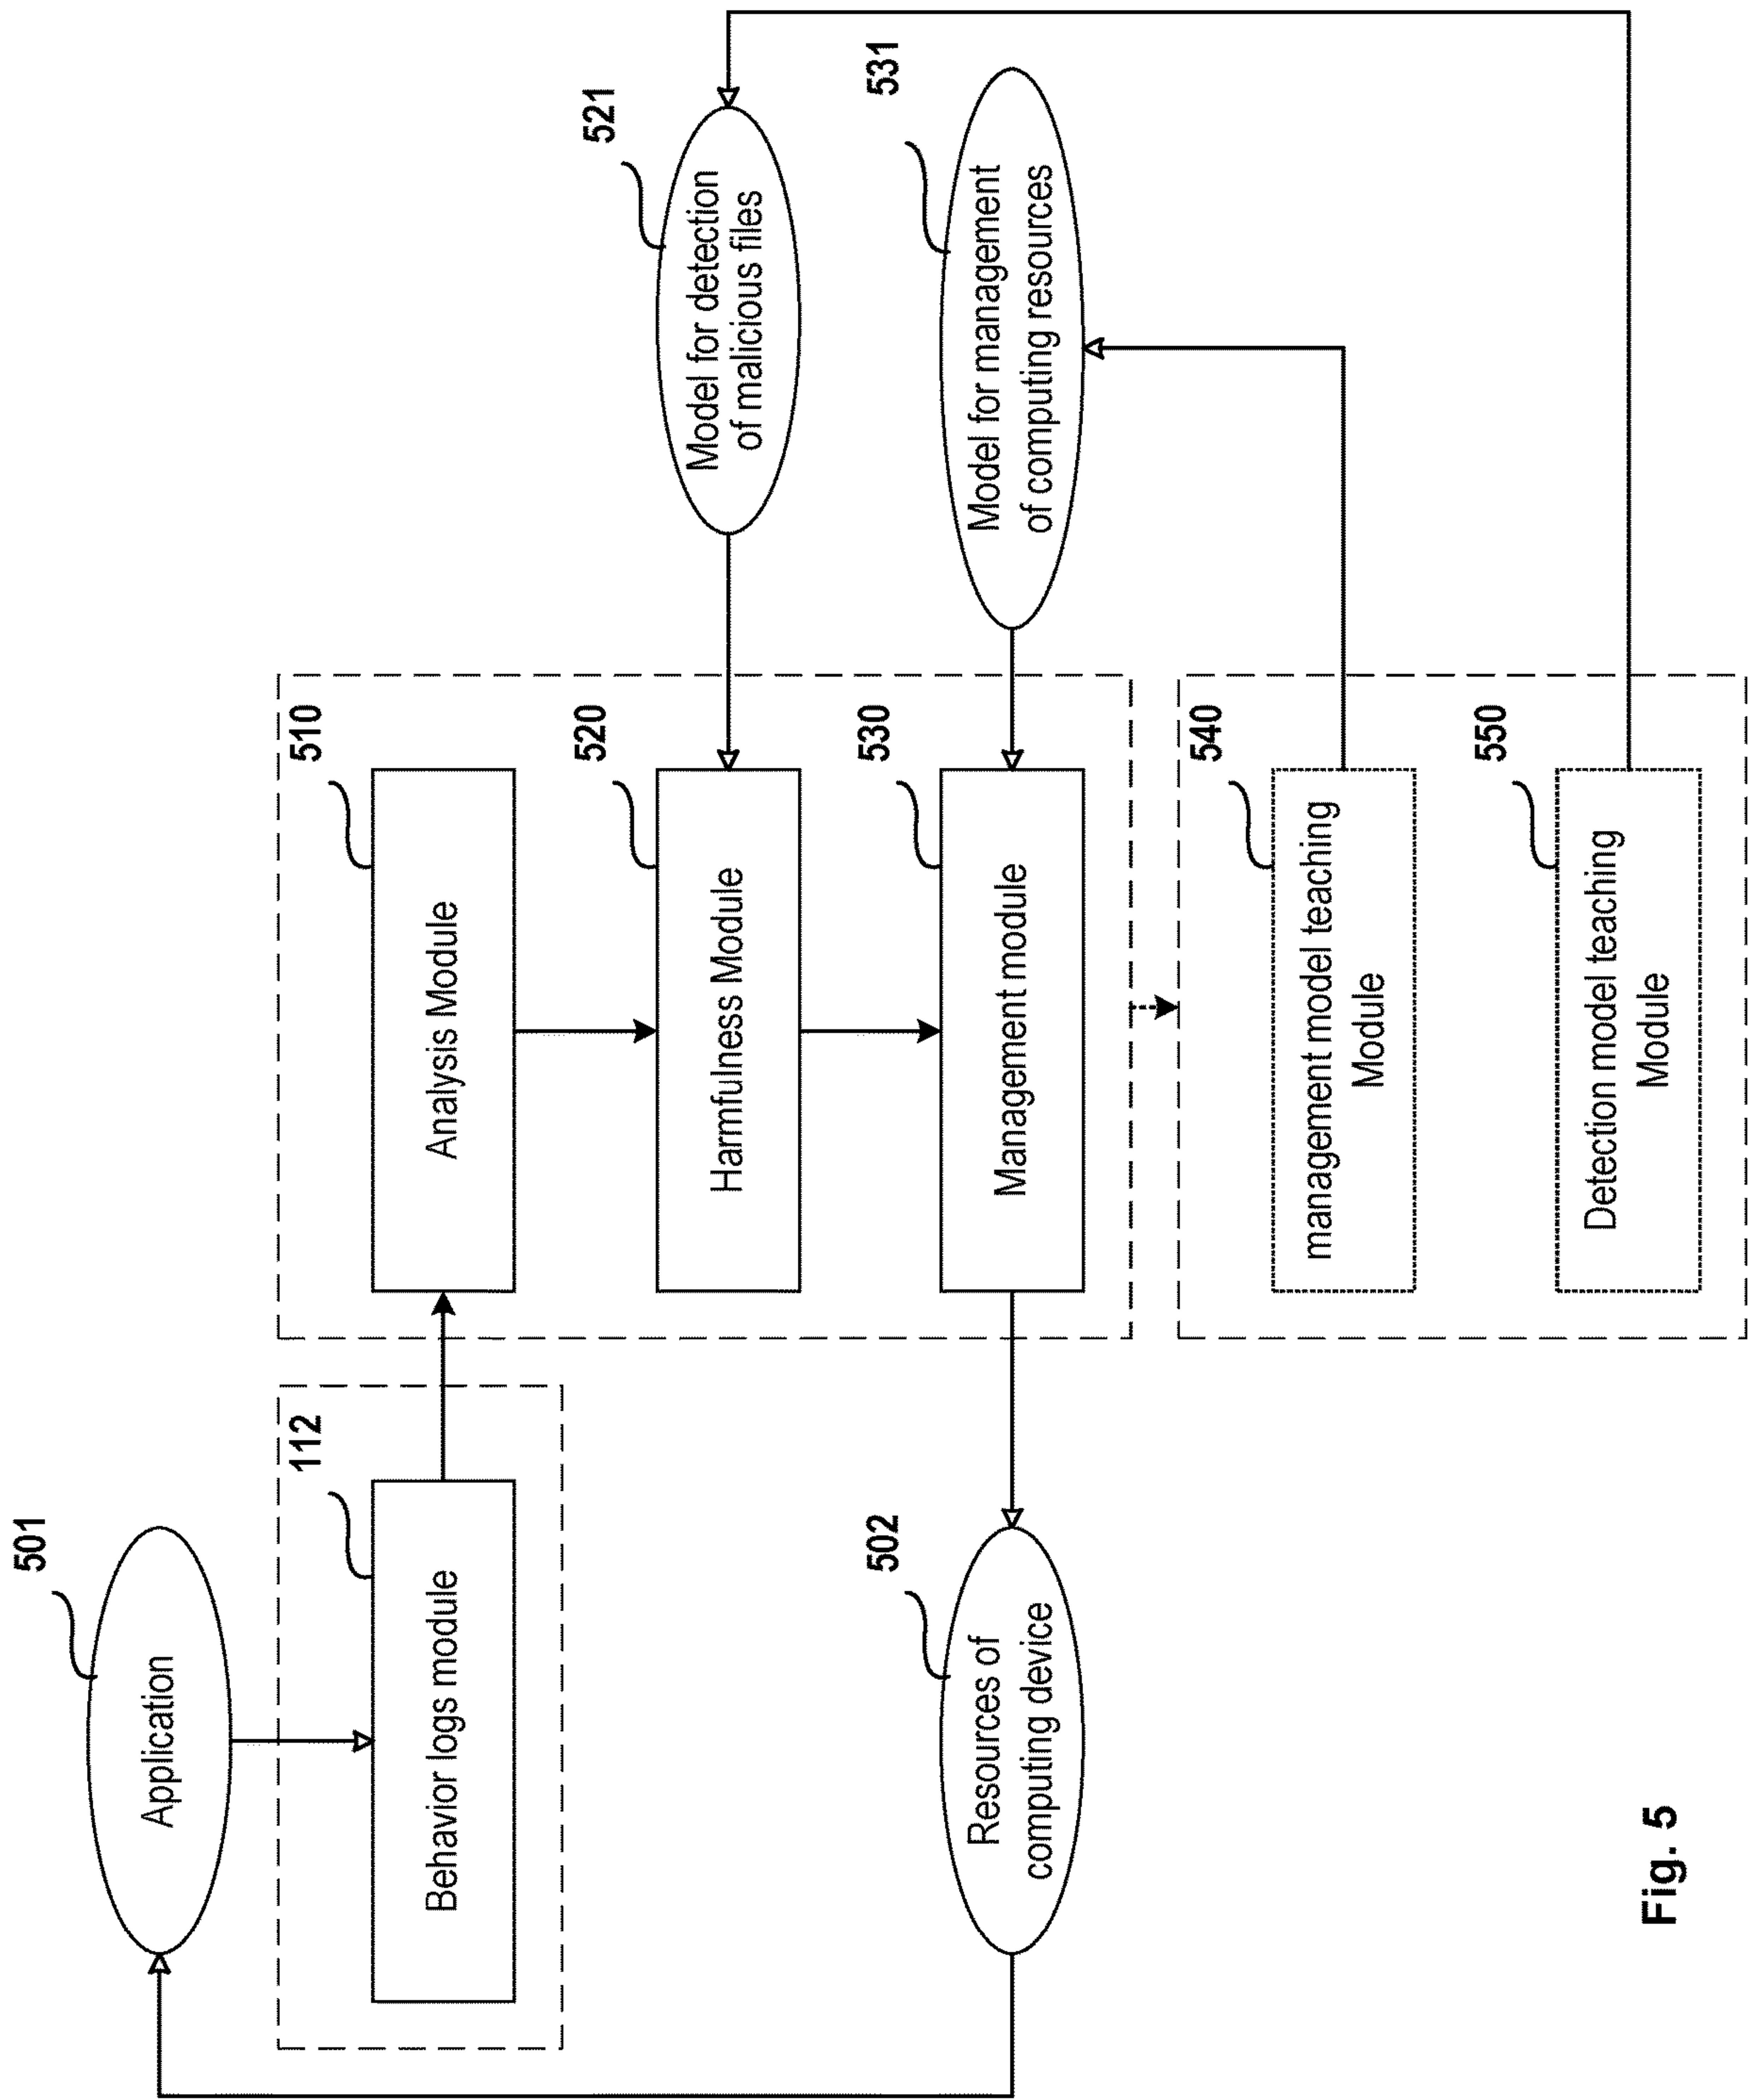 501
Application
112
Behavior logs module
510
Analysis Module
521
Model for detection
of malicious files
520
Harfmulness Module
531
Model for management
of computing resources
530
Management module
502
Resources of
computing device
540
management model teaching
Module
550
Detection model teaching
Module
Fig. 5